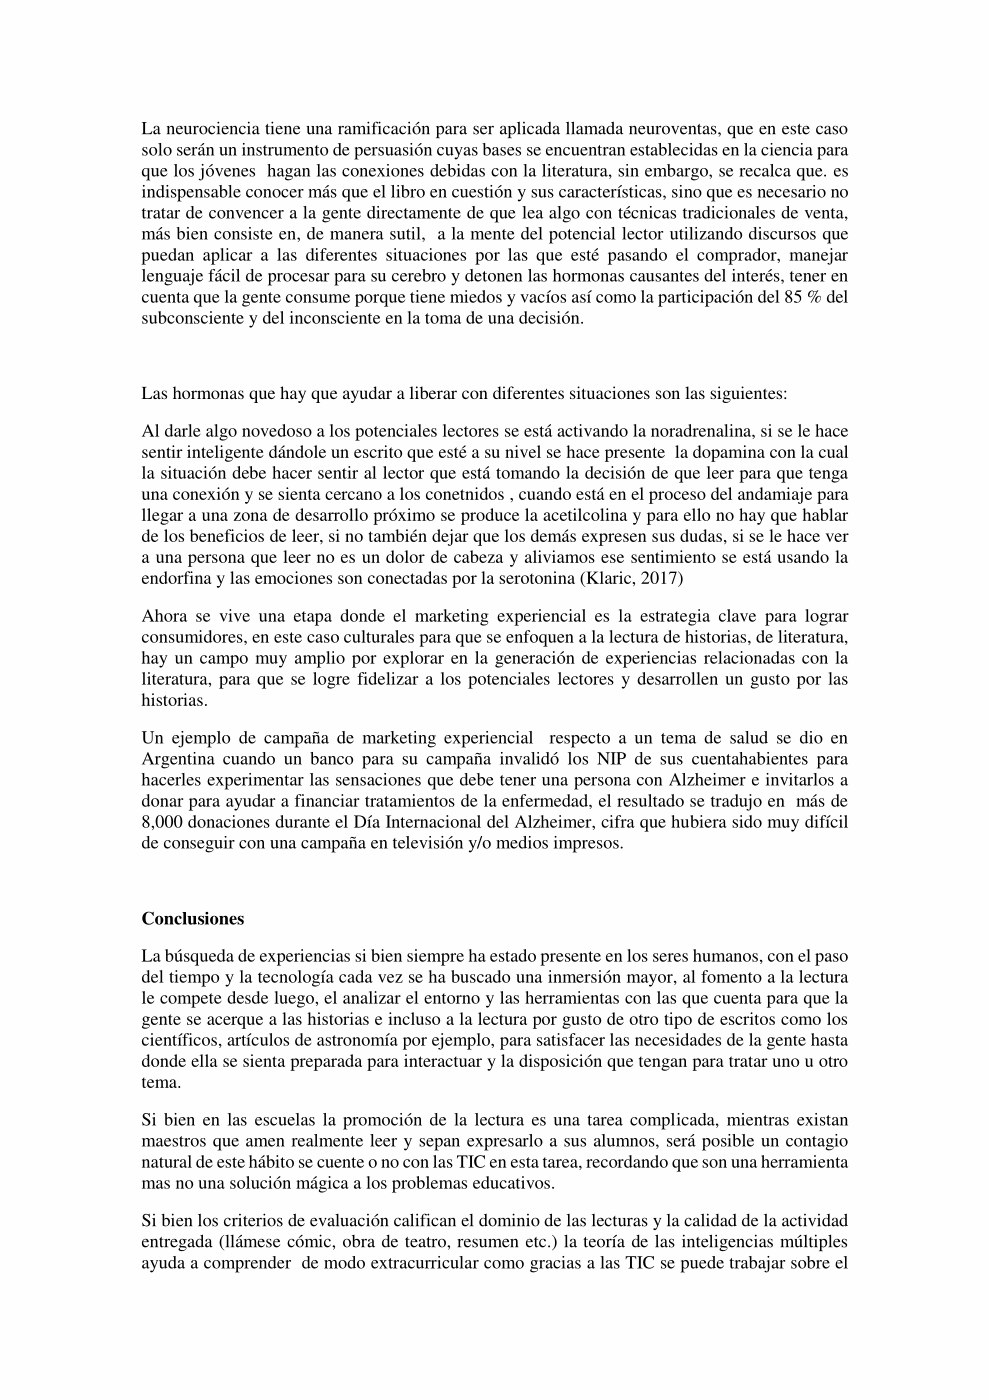 La neurociencia tiene una ramificación para ser aplicada llamada neuroventas, que en este caso
solo serán un instrumento de persuasión cuyas bases se encuentran establecidas en la ciencia para
que los jóvenes  hagan las conexiones debidas con la literatura, sin embargo, se recalca que. es
indispensable conocer más que el libro en cuestión y sus características, sino que es necesario no
tratar de convencer a la gente directamente de que lea algo con técnicas tradicionales de venta,
más bien consiste en, de manera sutil,  a la mente del potencial lector utilizando discursos que
puedan aplicar a las diferentes situaciones por las que esté pasando el comprador, manejar
lenguaje fácil de procesar para su cerebro y detonen las hormonas causantes del interés, tener en
cuenta que la gente consume porque tiene miedos y vacíos así como la participación del 85 % del
subconsciente y del inconsciente en la toma de una decisión.
Las hormonas que hay que ayudar a liberar con diferentes situaciones son las siguientes:
Al darle algo novedoso a los potenciales lectores se está activando la noradrenalina, si se le hace
sentir inteligente dándole un escrito que esté a su nivel se hace presente  la dopamina con la cual
la situación debe hacer sentir al lector que está tomando la decisión de que leer para que tenga
una conexión y se sienta cercano a los conetnidos , cuando está en el proceso del andamiaje para
llegar a una zona de desarrollo próximo se produce la acetilcolina y para ello no hay que hablar
de los beneficios de leer, si no también dejar que los demás expresen sus dudas, si se le hace ver
a una persona que leer no es un dolor de cabeza y aliviamos ese sentimiento se está usando la
endorfina y las emociones son conectadas por la serotonina (Klaric, 2017)
Ahora se vive una etapa donde el marketing experiencial es la estrategia clave para lograr
consumidores, en este caso culturales para que se enfoquen a la lectura de historias, de literatura,
hay un campo muy amplio por explorar en la generación de experiencias relacionadas con la
literatura, para que se logre fidelizar a los potenciales lectores y desarrollen un gusto por las
historias.
Un ejemplo de campaña de marketing experiencial  respecto a un tema de salud se dio en
Argentina cuando un banco para su campaña invalidó los NIP de sus cuentahabientes para
hacerles experimentar las sensaciones que debe tener una persona con Alzheimer e invitarlos a
donar para ayudar a financiar tratamientos de la enfermedad, el resultado se tradujo en  más de
8,000 donaciones durante el Día Internacional del Alzheimer, cifra que hubiera sido muy difícil
de conseguir con una campaña en televisión y/o medios impresos.
Conclusiones
La búsqueda de experiencias si bien siempre ha estado presente en los seres humanos, con el paso
del tiempo y la tecnología cada vez se ha buscado una inmersión mayor, al fomento a la lectura
le compete desde luego, el analizar el entorno y las herramientas con las que cuenta para que la
gente se acerque a las historias e incluso a la lectura por gusto de otro tipo de escritos como los
científicos, artículos de astronomía por ejemplo, para satisfacer las necesidades de la gente hasta
donde ella se sienta preparada para interactuar y la disposición que tengan para tratar uno u otro
tema.
Si bien en las escuelas la promoción de la lectura es una tarea complicada, mientras existan
maestros que amen realmente leer y sepan expresarlo a sus alumnos, será posible un contagio
natural de este hábito se cuente o no con las TIC en esta tarea, recordando que son una herramienta
mas no una solución mágica a los problemas educativos.
Si bien los criterios de evaluación califican el dominio de las lecturas y la calidad de la actividad
entregada (llámese cómic, obra de teatro, resumen etc.) la teoría de las inteligencias múltiples
ayuda a comprender  de modo extracurricular como gracias a las TIC se puede trabajar sobre el